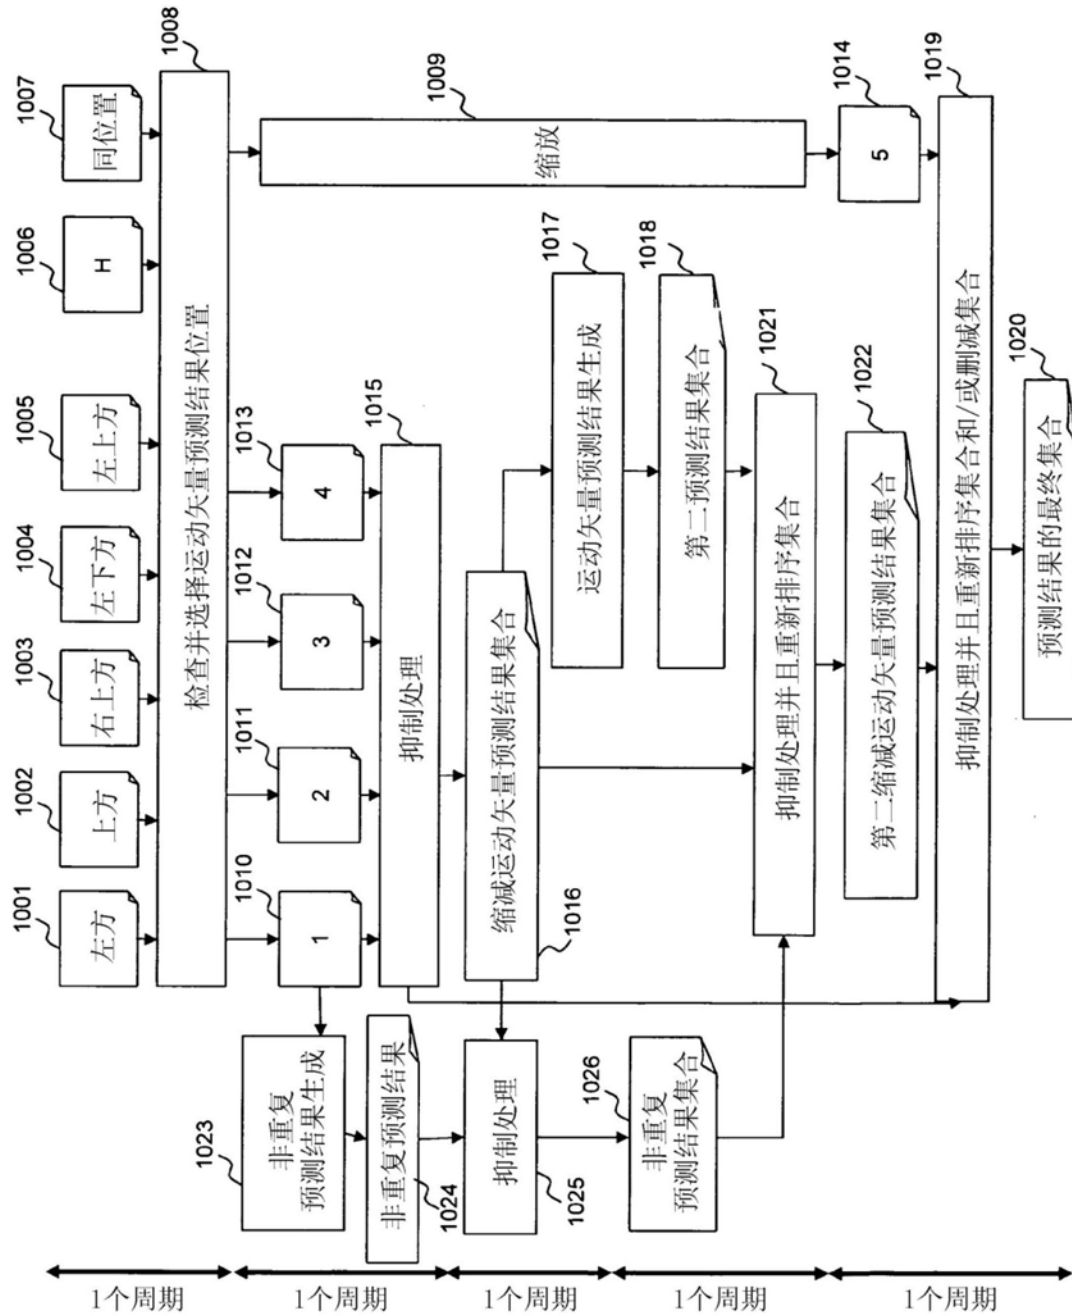 1001
左方
1002
上方
1003
右上方
1004
左下方
1005
左上方
1006
H
1007
同位置
1008
检查并选择运动矢量预测结果位置
1009
缩放
1010
1
1011
2
1012
3
1013
4
1023
非重复
预测结果生成
1015
抑制处理
1024
非重复预测结果
1016
缩减运动矢量预测结果集合
1025
抑制处理
1017
运动矢量预测结果生成
1018
第二预测结果集合
1026
非重复
预测结果集合
1021
抑制处理并且重新排序集合
1014
5
1022
第二缩减运动矢量预测结果集合
1019
抑制处理并且重新排序集合和/或删减集合
1020
预测结果的最终集合
1个周期
1个周期
1个周期
1个周期
1个周期